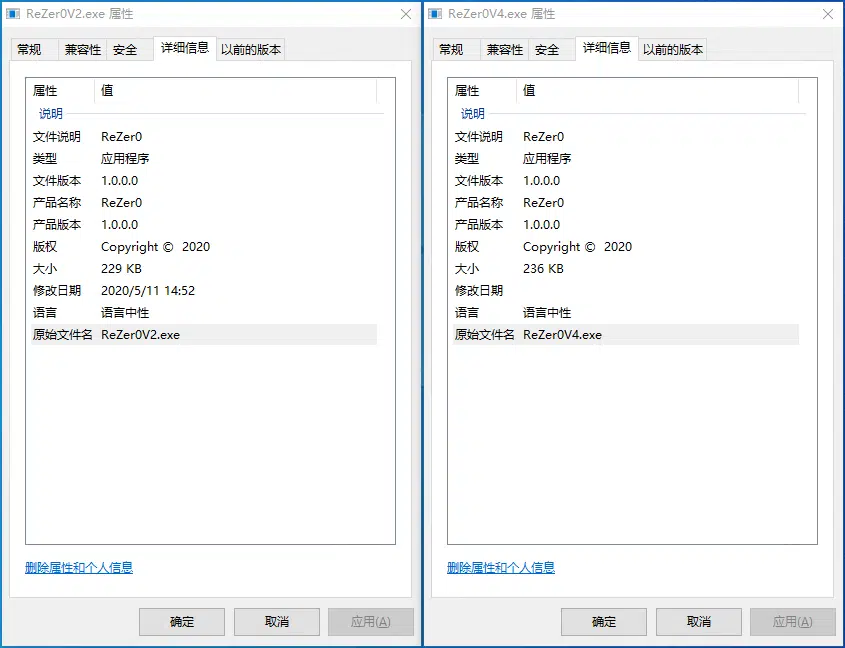 ReZer0V2.exe 属性
常规 兼容性 安全 详细信息 以前的版本
属性 值
说明
文件说明 ReZer0
类型 应用程序
文件版本 1.0.0.0
产品名称 ReZer0
产品版本 1.0.0.0
版权 Copyright © 2020
大小 229 KB
修改日期 2020/5/11 14:52
语言 语言中性
原始文件名 ReZer0V2.exe
删除属性和个人信息
确定 取消 应用(A)
ReZer0V4.exe 属性
常规 兼容性 安全 详细信息 以前的版本
属性 值
说明
文件说明 ReZer0
类型 应用程序
文件版本 1.0.0.0
产品名称 ReZer0
产品版本 1.0.0.0
版权 Copyright © 2020
大小 236 KB
修改日期
语言 语言中性
原始文件名 ReZer0V4.exe
删除属性和个人信息
确定 取消 应用(A)